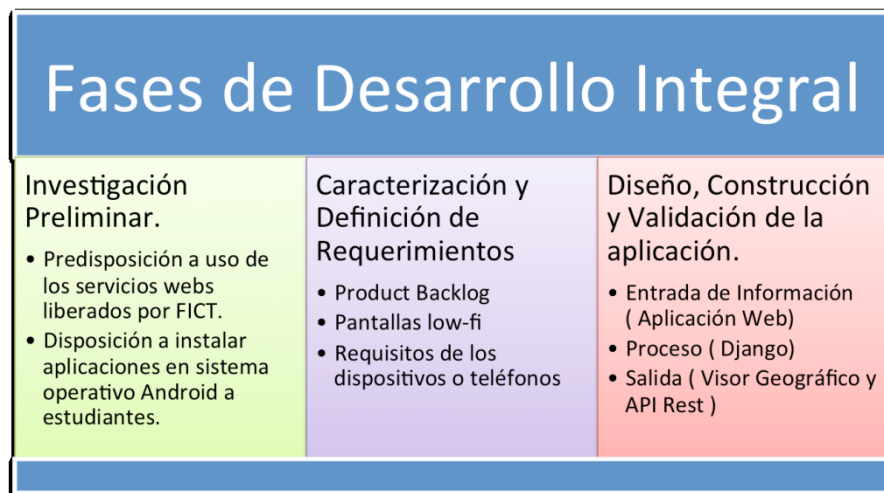 Fases de Desarrollo Integral
Investigación
Preliminar.
• Predisposición a uso de
los servicios webs
liberados por FICT.
• Disposición a instalar
aplicaciones en sistema
operativo Android a
estudiantes.
Caracterización y
Definición de
Requerimientos
• Product Backlog
• Pantallas low-fi
• Requisitos de los
dispositivos o teléfonos
Diseño, Construcción
y Validación de la
aplicación.
• Entrada de Información
( Aplicación Web)
• Proceso ( Django)
• Salida ( Visor Geográfico y
API Rest )